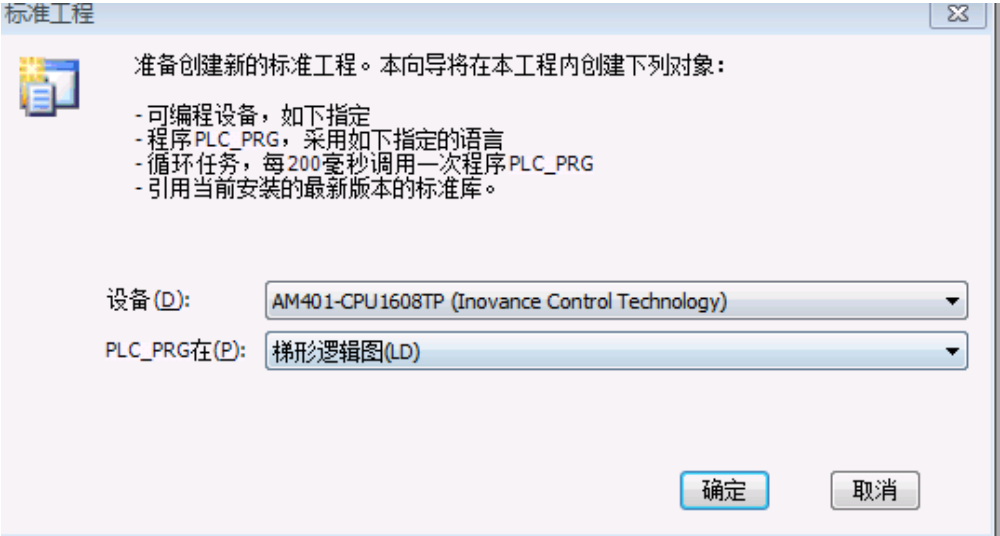 标准工程
准备创建新的标准工程。本向导将在本工程内创建下列对象：
-可编程设备，如下指定
-程序PLC_PRG，采用如下指定的语言
-循环任务，每200毫秒调用一次程序PLC_PRG
-引用当前安装的最新版本的标准库。
设备(D): AM401-CPU1608TP (Inovance Control Technology)
PLC_PRG在(P): 梯形逻辑图(LD)
确定 取消